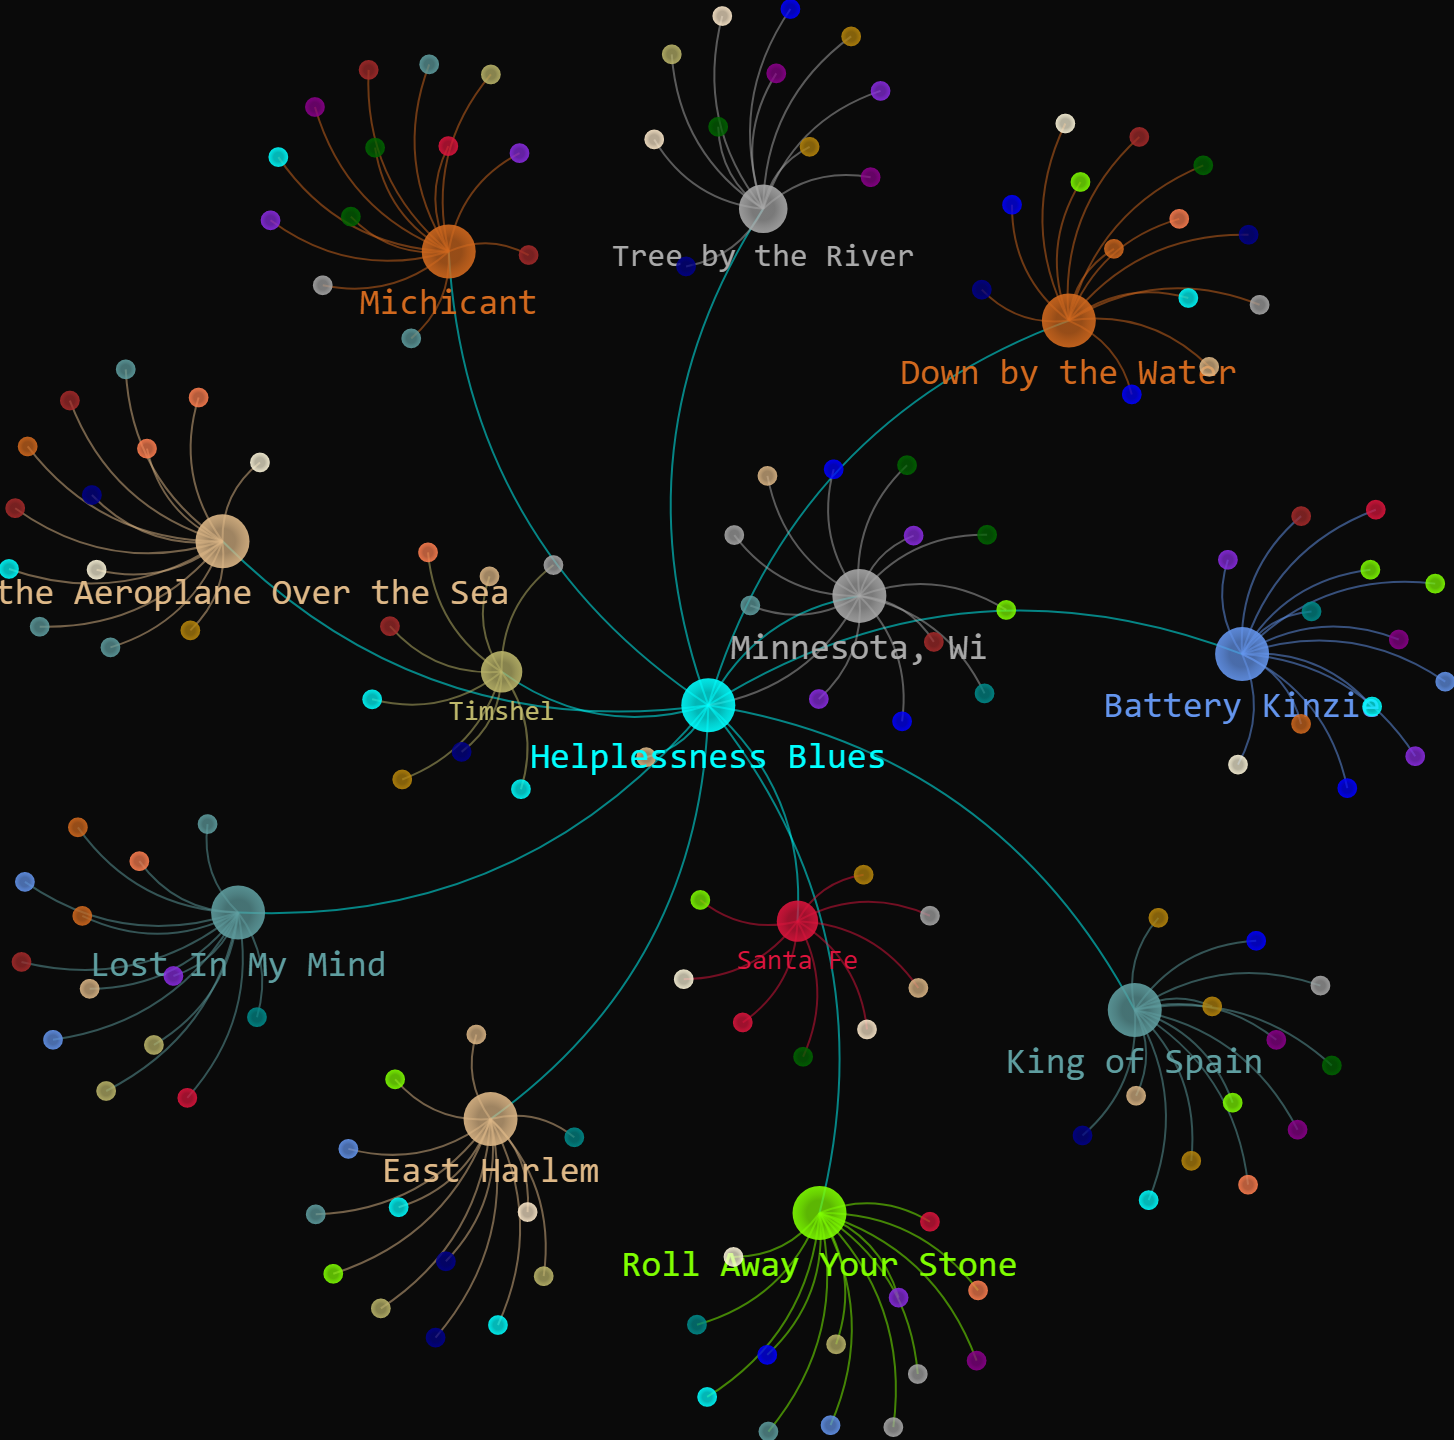 Tree by the River
Michicant
Down by the Water
the Aeroplane Over the Sea
Minnesota, Wi
Timshel
Battery Kinzie
Helplessness Blues
Santa Fe
Lost In My Mind
King of Spain
East Harlem
Roll Away Your Stone